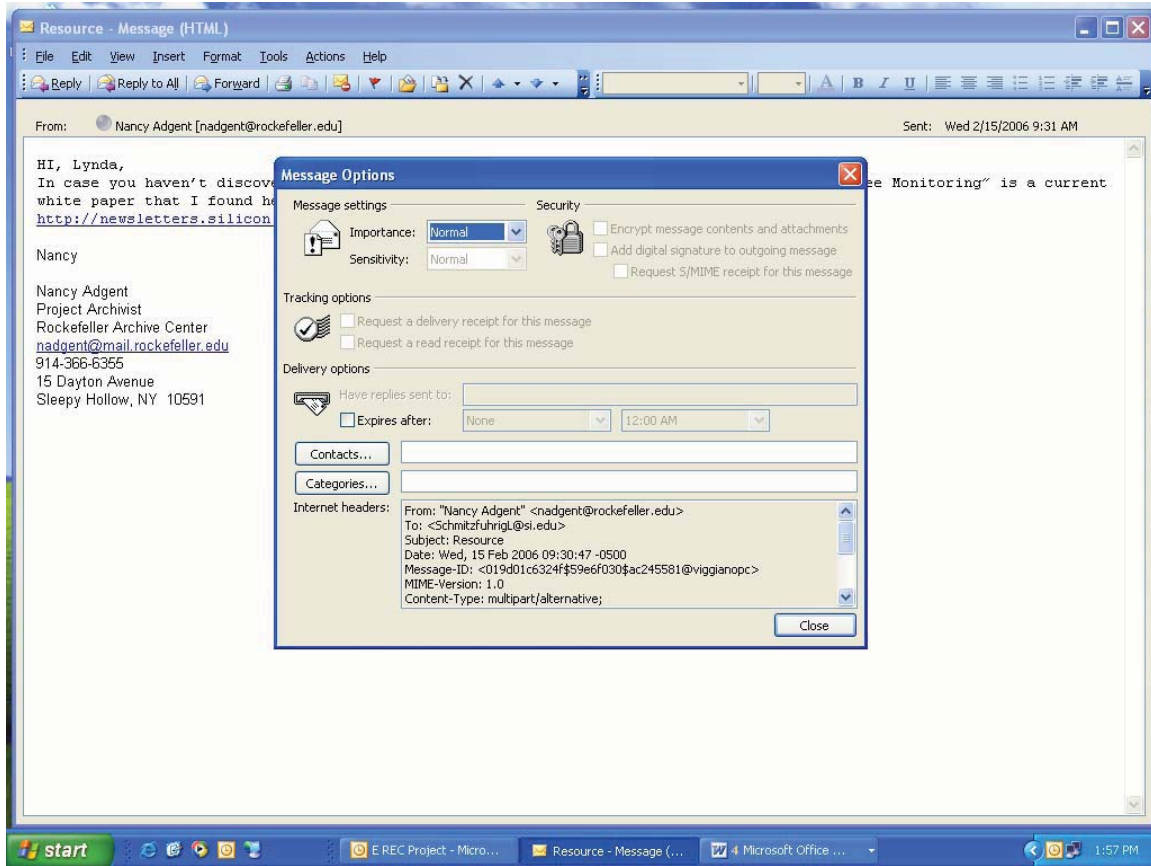 Resource - Message (HTML)
File Edit View Insert Format Tools Actions Help
Reply Reply to All Forward A B I U
From: Nancy Adgent [nadgent@rockefeller.edu] Sent: Wed 2/15/2006 9:31 AM
HI, Lynda,
In case you haven't discove ee Monitoring" is a current
white paper that I found he
http://newsletters.silicon
Nancy
Nancy Adgent
Project Archivist
Rockefeller Archive Center
nadgent@mail.rockefeller.edu
914-366-6355
15 Dayton Avenue
Sleepy Hollow, NY 10591
Message Options
Message settings Security
Importance: Normal Encrypt message contents and attachments
Sensitivity: Normal Add digital signature to outgoing message
Request S/MIME receipt for this message
Tracking options
Request a delivery receipt for this message
Request a read receipt for this message
Delivery options
Have replies sent to:
Expires after: None 12:00 AM
Contacts...
Categories...
Internet headers: From: "Nancy Adgent" <nadgent@rockefeller.edu>
To: <SchmitzfuhrigL@si.edu>
Subject: Resource
Date: Wed, 15 Feb 2006 09:30:47 -0500
Message-ID: <019d01c6324f$59e6f030$ac245581@viggianopc>
MIME-Version: 1.0
Content-Type: multipart/alternative;
Close
start E REC Project - Micro... Resource - Message (... 4 Microsoft Office ... 1:57 PM